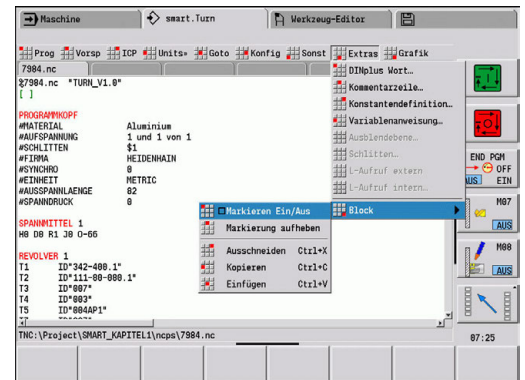 Maschine
smart.Turn
Werkzeug-Editor
Prog Vorsp ICP Units» Goto Konfig Sonst Extras Grafik
7984.nc
%7984.nc "TURN_V1.0"
[ ]
PROGRAMMKOPF
#MATERIAL Aluminium
#AUFSPANNUNG 1 und 1 von 1
#SCHLITTEN $1
#FIRMA HEIDENHAIN
#SYNCHRO 0
#EINHEIT METRIC
#AUSSPANNLAENGE 82
#SPANNDRUCK 0
SPANNMITTEL 1
H0 D0 R1 J0 O-66
REVOLVER 1
T1 ID"342-400.1"
T2 ID"111-80-080.1"
T3 ID"007"
T4 ID"003"
T5 ID"004AP1"
DINplus Wort…
Kommentarzeile…
Konstantendefinition…
Variablenanweisung…
Ausblendebene…
Schlitten…
L-Aufruf extern
L-Aufruf intern…
Block
Markieren Ein/Aus
Markierung aufheben
Ausschneiden Ctrl+X
Kopieren Ctrl+C
Einfügen Ctrl+V
TNC:\Project\SMART_KAPITEL1\ncps\7984.nc
END PGM
OFF
AUS EIN
M07
AUS
M08
AUS
07:25